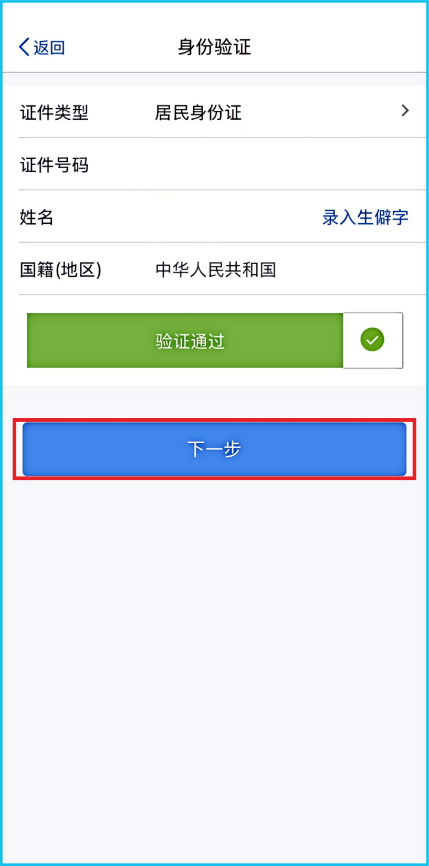 返回
身份验证
证件类型 居民身份证
证件号码
姓名 录入生僻字
国籍(地区) 中华人民共和国
验证通过
下一步